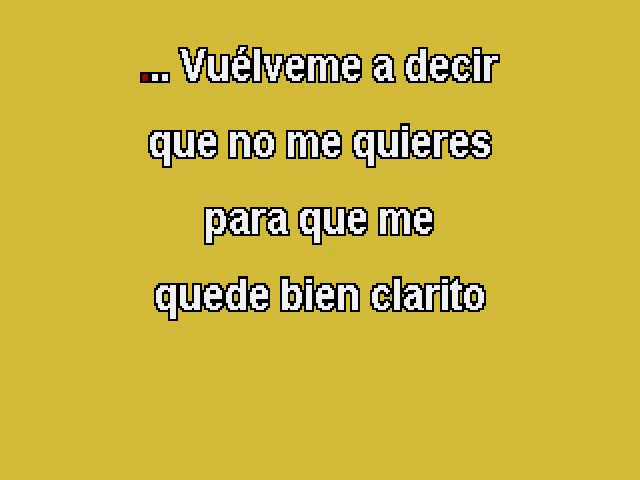 ... Vuélveme a decir
que no me quieres
para que me
quede bien clarito